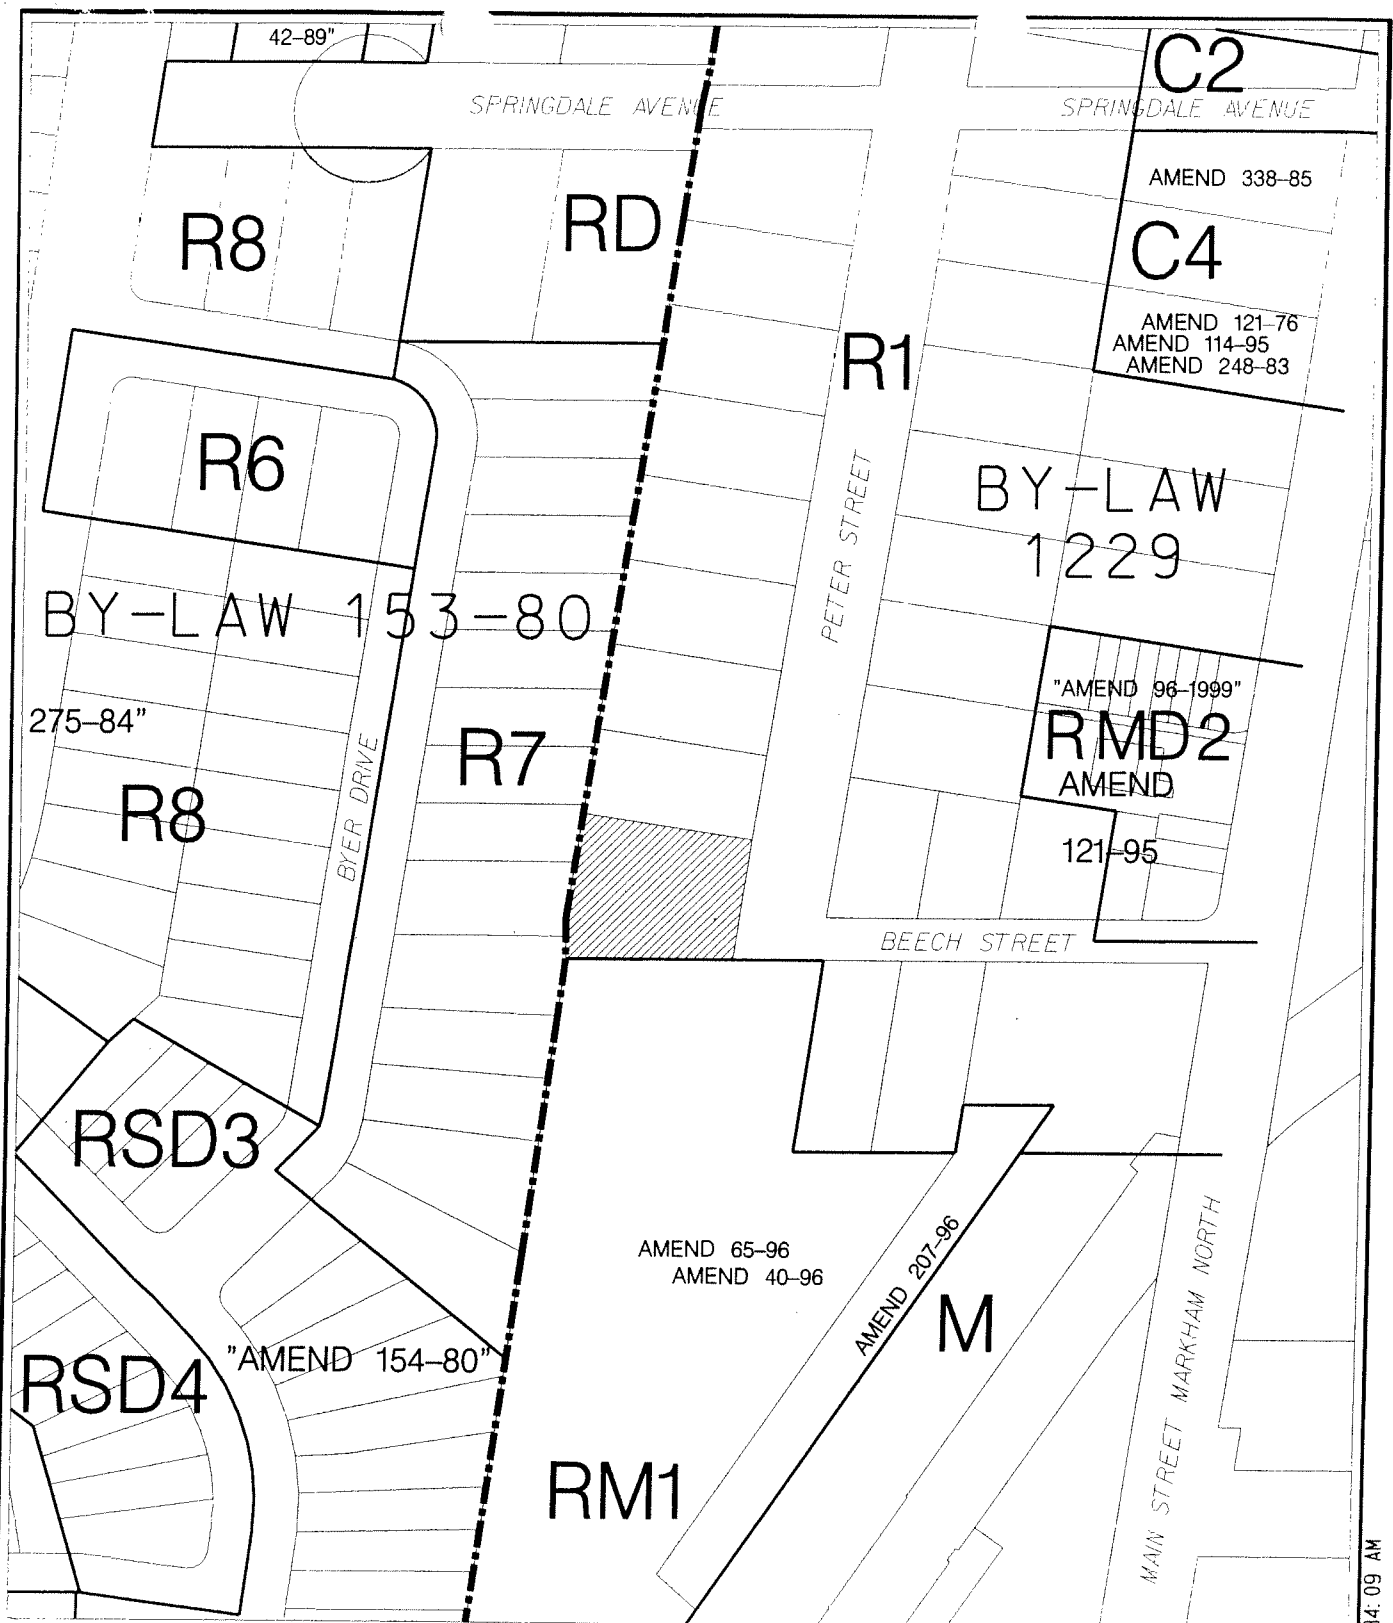 42-89"
C2
SPRINGDALE AVENUE
SPRINGDALE AVENUE
AMEND 338-85
R8
RD
C4
AMEND 121-76
AMEND 114-95
AMEND 248-83
R1
R6
PETER STREET
BY-LAW
1229
BY-LAW 153-80
"AMEND 96-1999"
RMD2
AMEND
275-84"
R7
BYER DRIVE
R8
121-95
BEECH STREET
RSD3
AMEND 65-96
AMEND 40-96
AMEND 207-96
M
MAIN STREET MARKHAM NORTH
"AMEND 154-80"
RSD4
RM1
4:09 AM